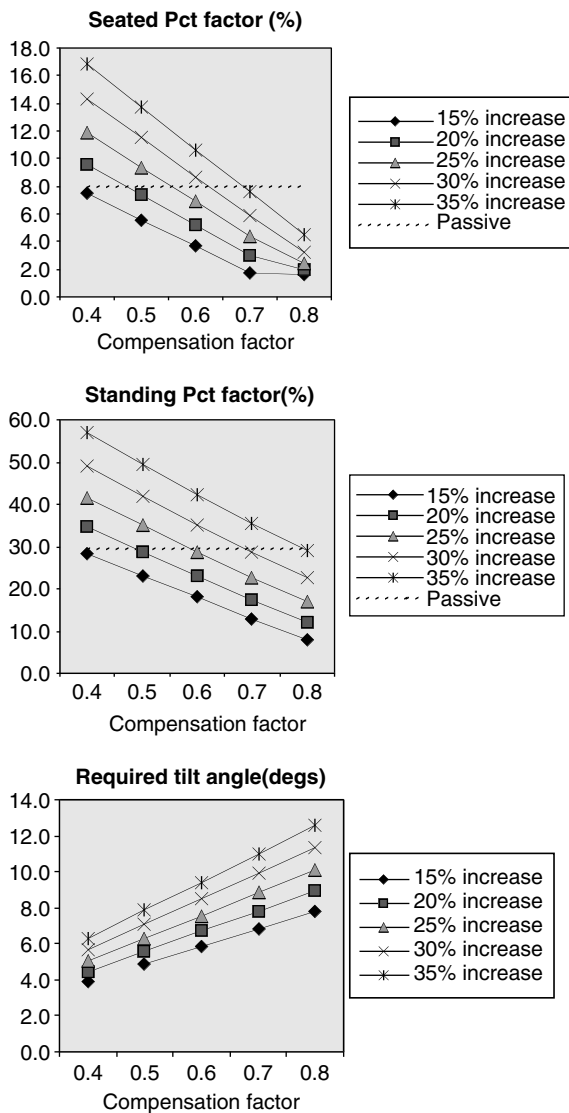 Seated Pct factor (%)
18.0
16.0
14.0
12.0
10.0
8.0
6.0
4.0
2.0
0.0
0.4 0.5 0.6 0.7 0.8
Compensation factor
15% increase
20% increase
25% increase
30% increase
35% increase
Passive
Standing Pct factor(%)
60.0
50.0
40.0
30.0
20.0
10.0
0.0
0.4 0.5 0.6 0.7 0.8
Compensation factor
15% increase
20% increase
25% increase
30% increase
35% increase
Passive
Required tilt angle(degs)
14.0
12.0
10.0
8.0
6.0
4.0
2.0
0.0
0.4 0.5 0.6 0.7 0.8
Compensation factor
15% increase
20% increase
25% increase
30% increase
35% increase